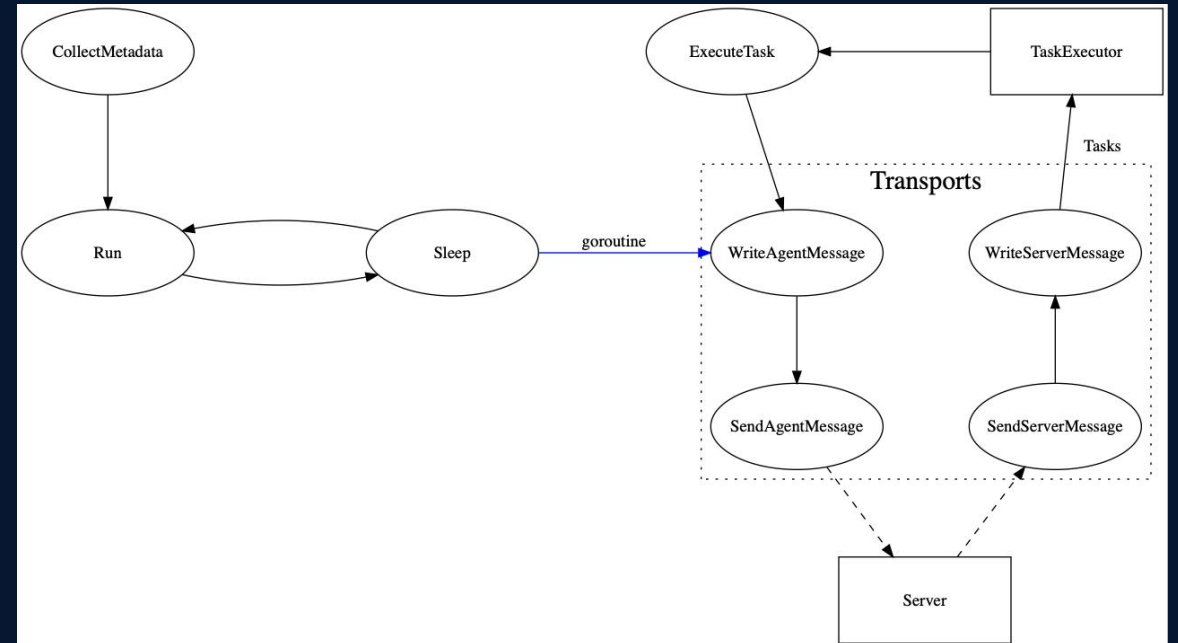 CollectMetadata
ExecuteTask
TaskExecutor
Tasks
Transports
goroutine
Run
Sleep
WriteAgentMessage
WriteServerMessage
SendAgentMessage
SendServerMessage
Server